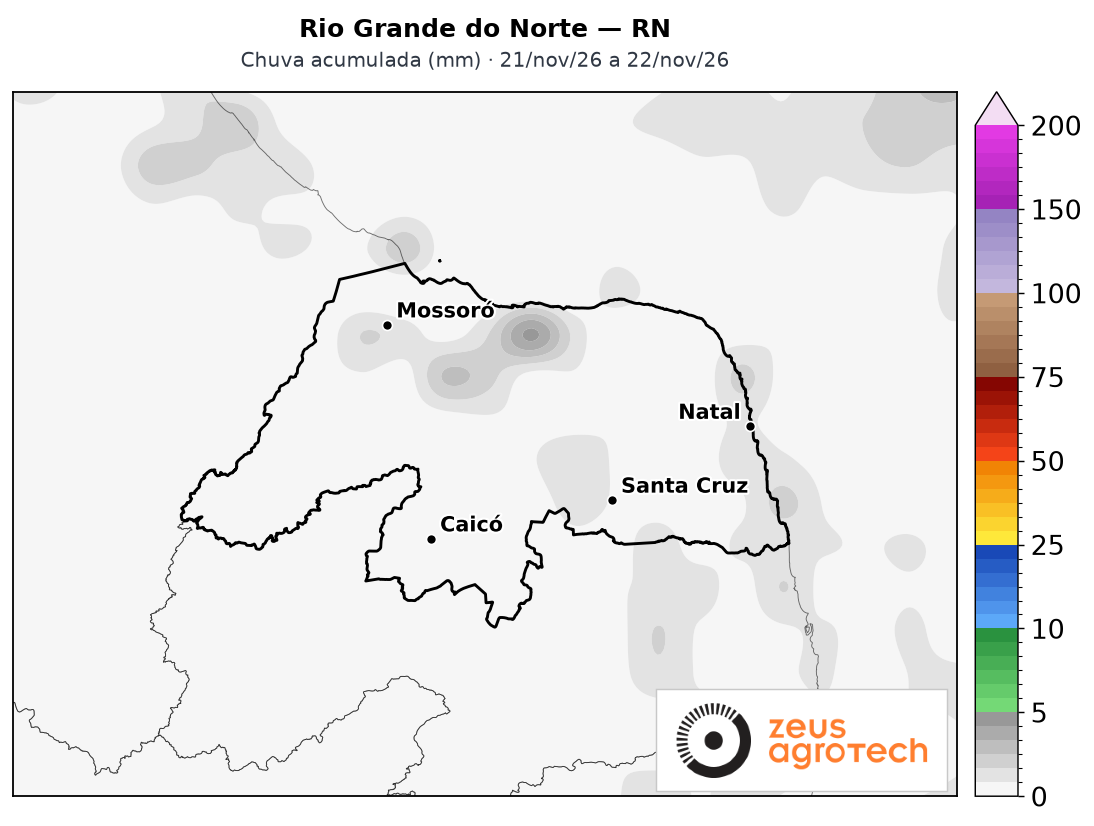 Rio Grande do Norte — RN
Chuva acumulada (mm) · 21/nov/26 a 22/nov/26
200
150
100
75
50
25
10
5
0
Mossoró
Natal
Santa Cruz
Caicó
zeus
agrotech